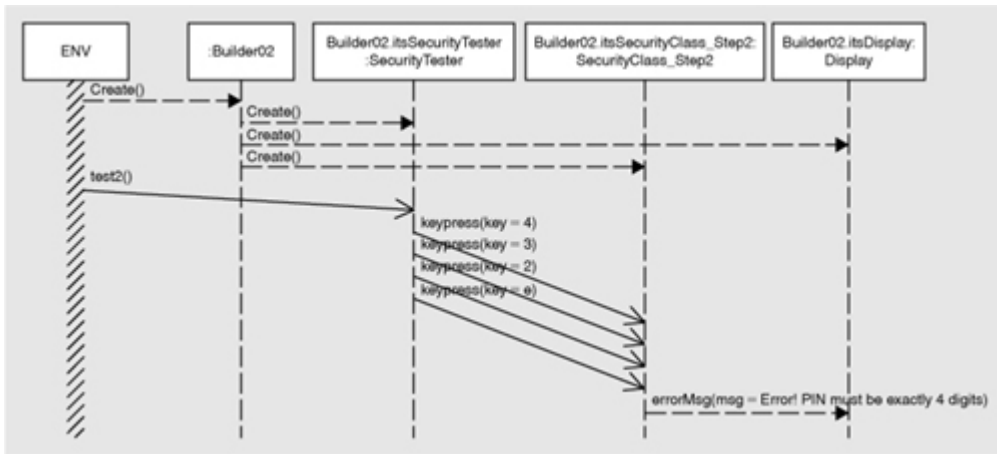 ENV
:Builder02
Builder02.itsSecurityTester
:SecurityTester
Builder02.itsSecurityClass_Step2:
SecurityClass_Step2
Builder02.itsDisplay:
Display
Create()
Create()
Create()
Create()
test2()
keypress(key = 4)
keypress(key = 3)
keypress(key = 2)
keypress(key = e)
errorMsg(msg = Error! PIN must be exactly 4 digits)